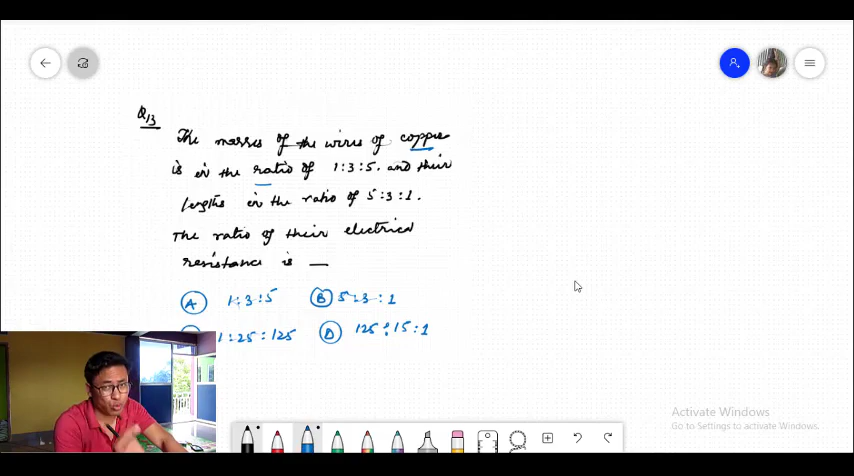 Q13
The masses of the wires of copper
is in the ratio of 1:3:5. and their
lengths in the ratio of 5:3:1.
The ratio of their electrical
resistance is __
A 1:3:5 B 5:3:1
1:25:125 D 125:15:1
Activate Windows
Go to Settings to activate Windows.